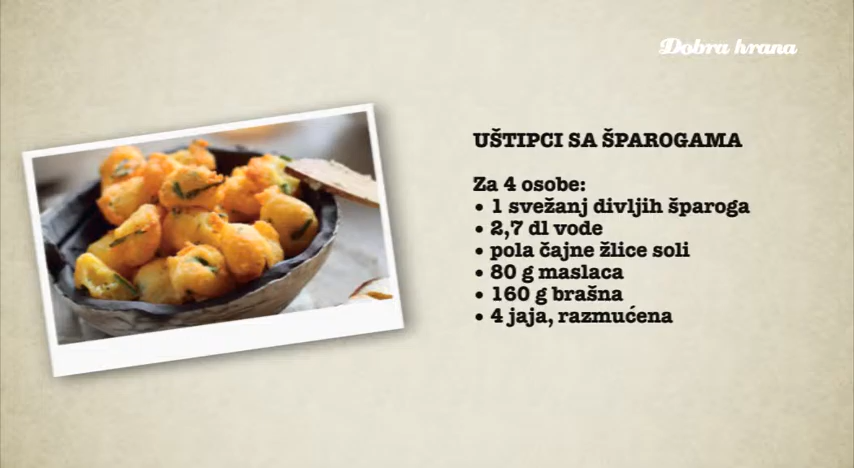 Dobra hrana
UŠTIPCI SA ŠPAROGAMA
Za 4 osobe:
• 1 svežanj divljih šparoga
• 2,7 dl vode
• pola čajne žlice soli
• 80 g maslaca
• 160 g brašna
• 4 jaja, razmućena